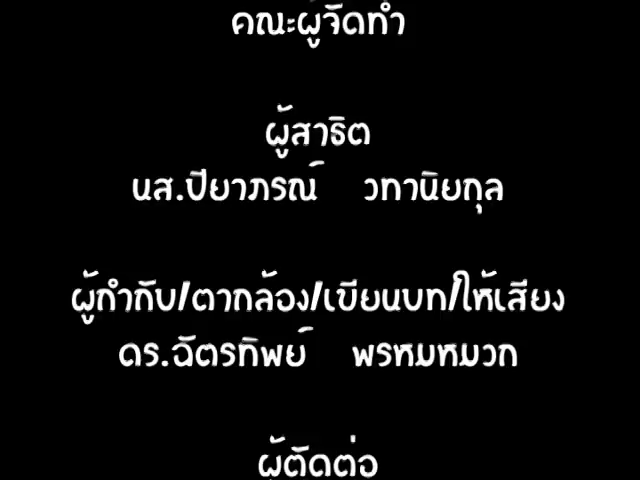 คณะผู้จัดทำ
ผู้สาธิต
นส.ปิยาภรณ์ วทานิยกุล
ผู้กำกับ/ตากล้อง/เขียนบท/ให้เสียง
ดร.ฉัตรทิพย์ พรหมหมวก
ผู้ตัดต่อ